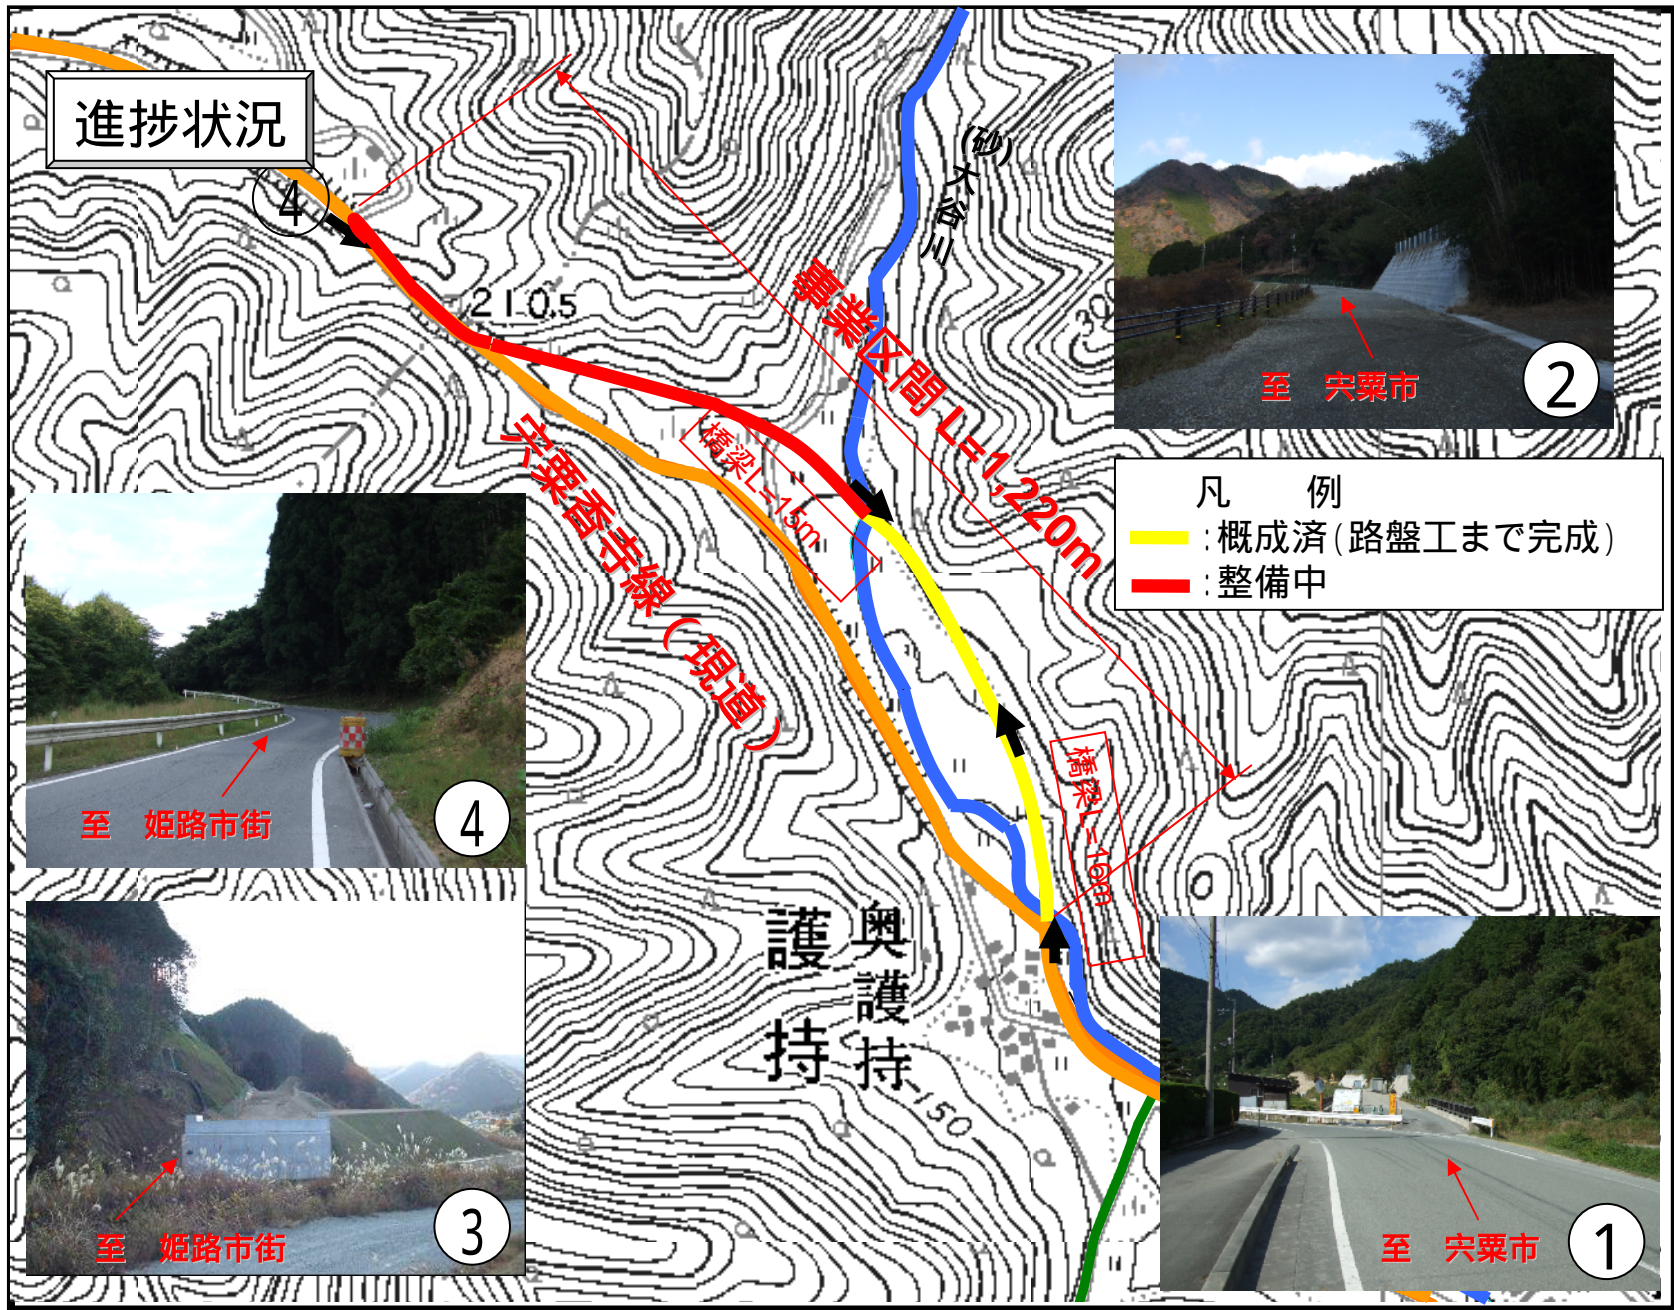 進捗状況
4
(砂)大谷川
210.5
事業区間 L=1,220m
橋梁L=15m
宍粟香寺線(現道)
橋梁L=16m
至 宍粟市
2
凡 例
:概成済(路盤工まで完成)
:整備中
至 姫路市街
4
奥護持
護持
150
至 姫路市街
3
至 宍粟市
1